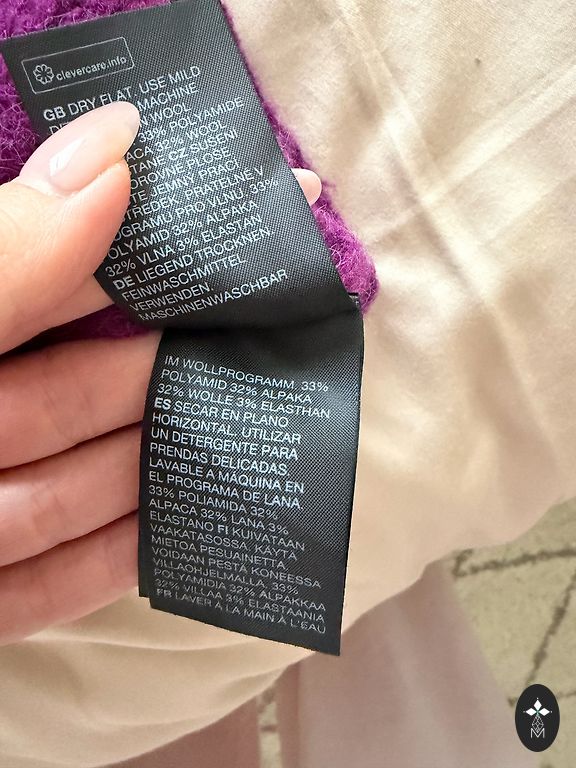 clevercare.info
GB DRY FLAT. USE MILD
MACHINE
WOOL
33% POLYAMIDE
32% WOOL
CZ SUŠENÍ
PLOŠE
JEMNÝ PRACÍ
PRATELNÉ V
PRO VLNU. 33%
32% ALPAKA
32% VLNA 3% ELASTAN
DE LIEGEND TROCKNEN.
FEINWASCHMITTEL
VERWENDEN.
MASCHINENWASCHBAR
IM WOLLPROGRAMM. 33%
POLYAMID 32% ALPAKA
32% WOLLE 3% ELASTHAN
ES SECAR EN PLANO
HORIZONTAL. UTILIZAR
UN DETERGENTE PARA
PRENDAS DELICADAS.
LAVABLE A MÁQUINA EN
EL PROGRAMA DE LANA.
33% POLIAMIDA 32%
ALPACA 32% LANA 3%
ELASTANO FI KUIVATAAN
VAAKATASOSSA. KÄYTÄ
MIETOA PESUAINETTA
VOIDAAN PESTÄ KONEESSA
VILLAOHJELMALLA. 33%
POLYAMIDIA 32% ALPAKKAA
32% VILLAA 3% ELASTAANIA
FR LAVER À LA MAIN À L'EAU